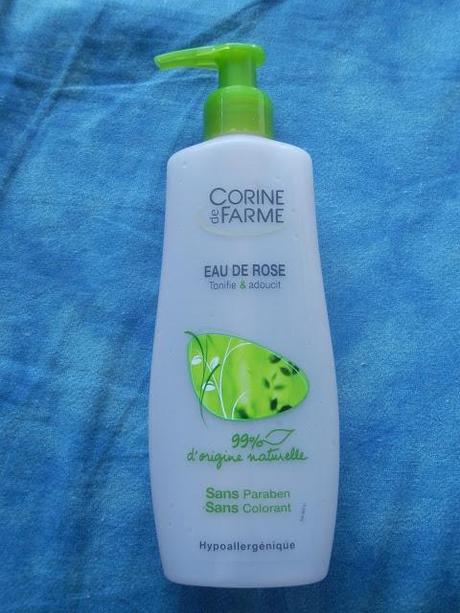 CORINE
de FARME
EAU DE ROSE
Tonifie & adoucit
99%
d'origine naturelle
Sans Paraben
Sans Colorant
Hypoallergénique